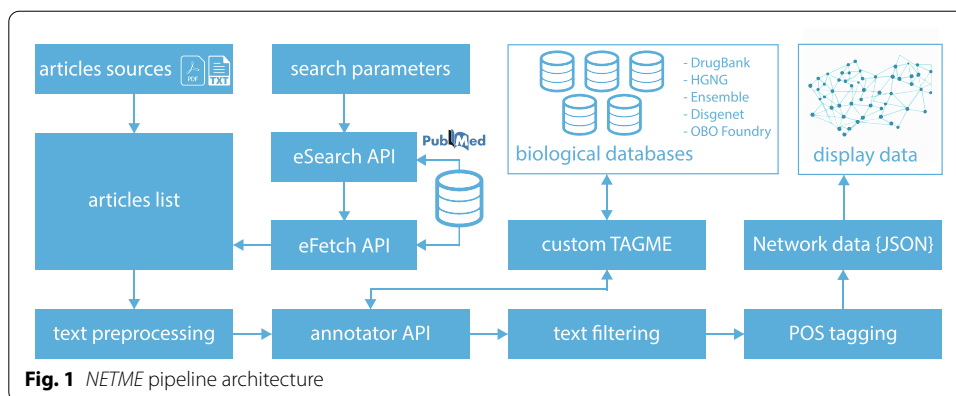 articles sources
PDF
TXT
search parameters
- DrugBank
- HGNG
- Ensemble
- Disgenet
- OBO Foundry
biological databases
display data
PubMed
eSearch API
articles list
eFetch API
custom TAGME
Network data {JSON}
text preprocessing
annotator API
text filtering
POS tagging
Fig. 1 NETME pipeline architecture